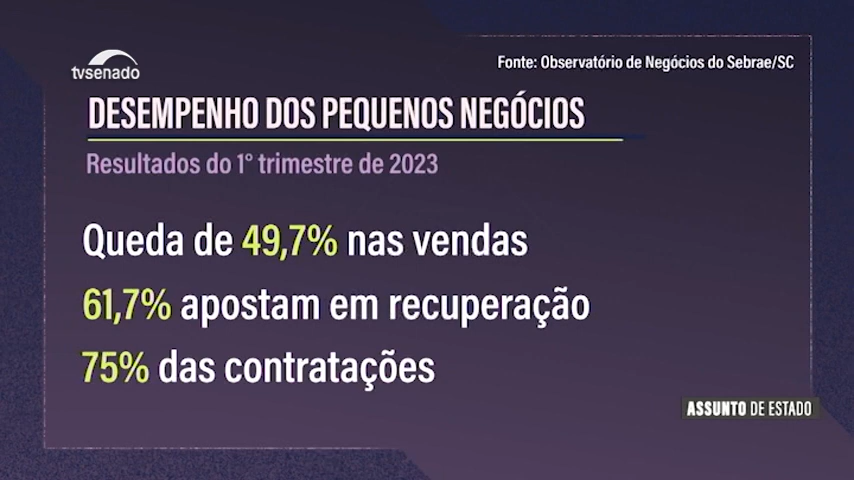 tvsenado
Fonte: Observatório de Negócios do Sebrae/SC
DESEMPENHO DOS PEQUENOS NEGÓCIOS
Resultados do 1° trimestre de 2023
Queda de 49,7% nas vendas
61,7% apostam em recuperação
75% das contratações
ASSUNTO DE ESTADO